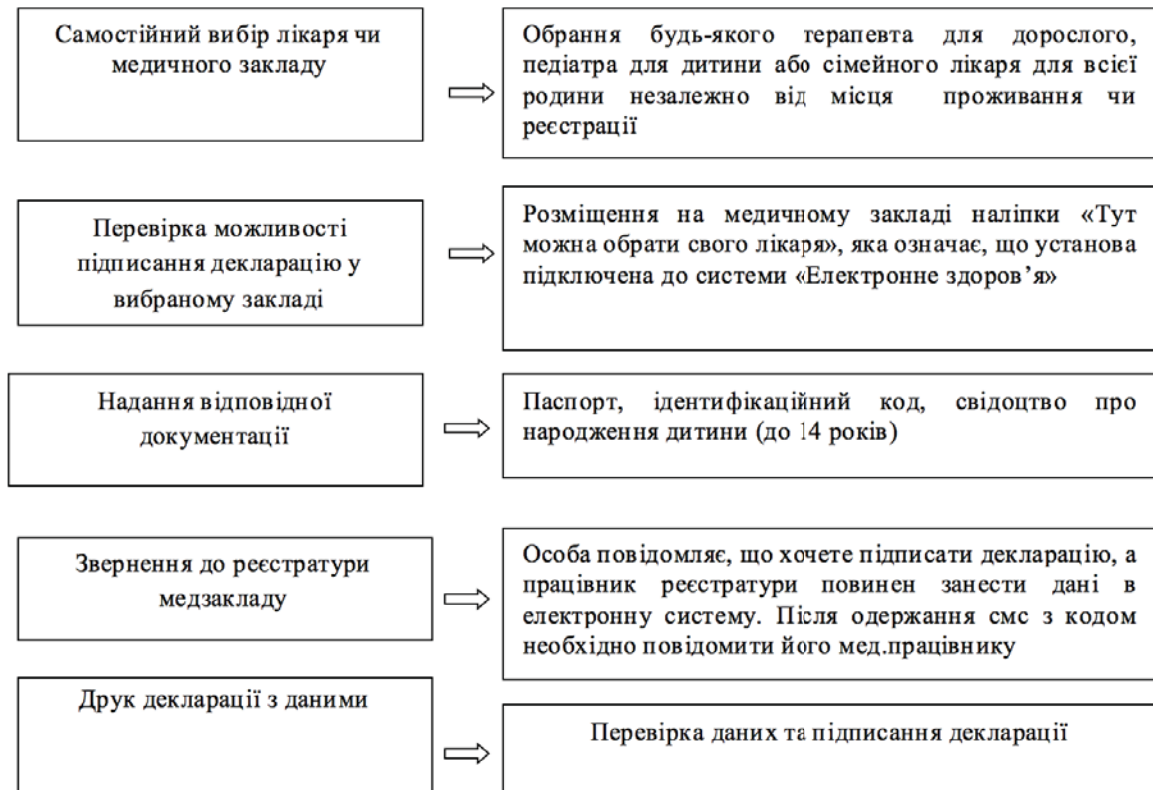 Самостійний вибір лікаря чи
медичного закладу
Обрання будь-якого терапевта для дорослого,
педіатра для дитини або сімейного лікаря для всієї
родини незалежно від місця проживання чи
реєстрації
Перевірка можливості
підписання декларацію у
вибраному закладі
Розміщення на медичному закладі наліпки «Тут
можна обрати свого лікаря», яка означає, що установа
підключена до системи «Електронне здоров’я»
Надання відповідної
документації
Паспорт, ідентифікаційний код, свідоцтво про
народження дитини (до 14 років)
Звернення до реєстратури
медзакладу
Особа повідомляє, що хочете підписати декларацію, а
працівник реєстратури повинен занести дані в
електронну систему. Після одержання смс з кодом
необхідно повідомити його мед.працівнику
Друк декларації з даними
Перевірка даних та підписання декларації